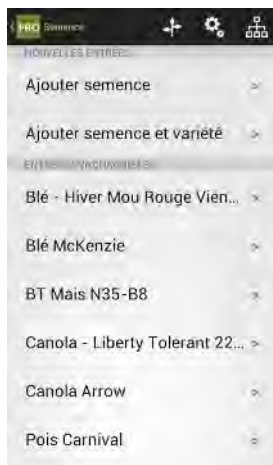 PRO Semence
NOUVELLES ENTRÉES
Ajouter semence
Ajouter semence et variété
Blé - Hiver Mou Rouge Vien...
Blé McKenzie
BT Mais N35-B8
Canola - Liberty Tolerant 22...
Canola Arrow
Pois Carnival